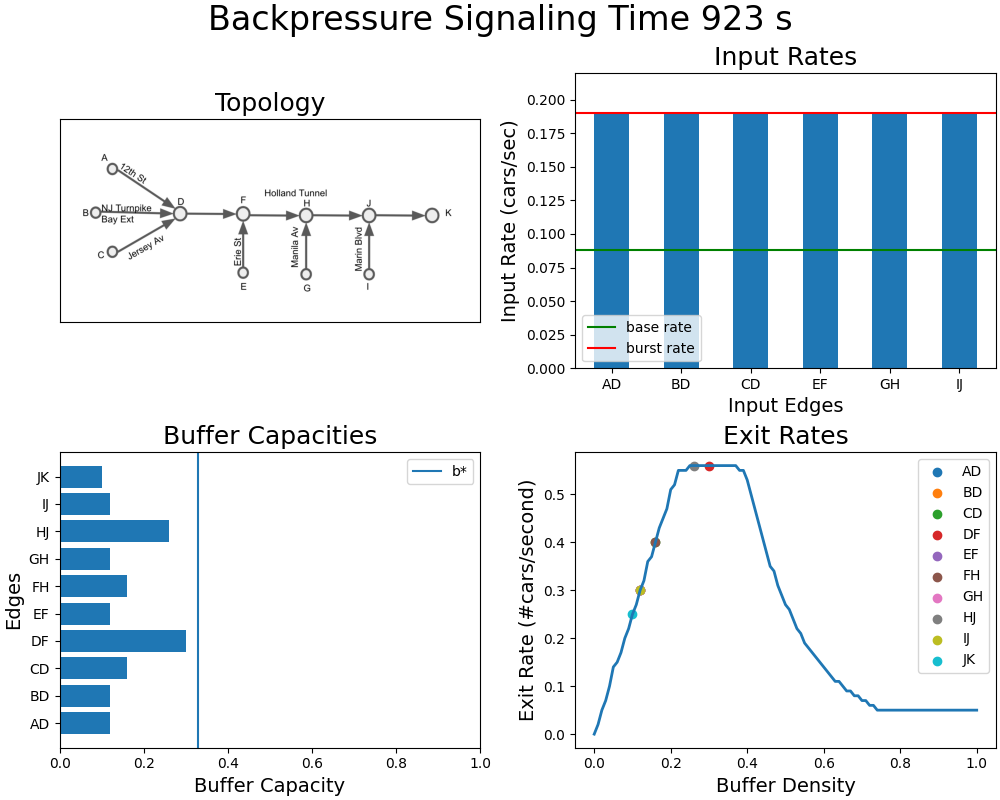 Backpressure Signaling Time 923 s
Topology
A
12th St
B
NJ Turnpike
Bay Ext
C
Jersey Av
D
F
Holland Tunnel
H
J
K
Erie St
Manila Av
Marin Blvd
E
G
I
Input Rates
Input Rate (cars/sec)
0.200
0.175
0.150
0.125
0.100
0.075
0.050
0.025
0.000
base rate
burst rate
AD BD CD EF GH IJ
Input Edges
Buffer Capacities
Edges
JK
IJ
HJ
GH
FH
EF
DF
CD
BD
AD
b*
0.0 0.2 0.4 0.6 0.8 1.0
Buffer Capacity
Exit Rates
Exit Rate (#cars/second)
0.5
0.4
0.3
0.2
0.1
0.0
AD
BD
CD
DF
EF
FH
GH
HJ
IJ
JK
0.0 0.2 0.4 0.6 0.8 1.0
Buffer Density